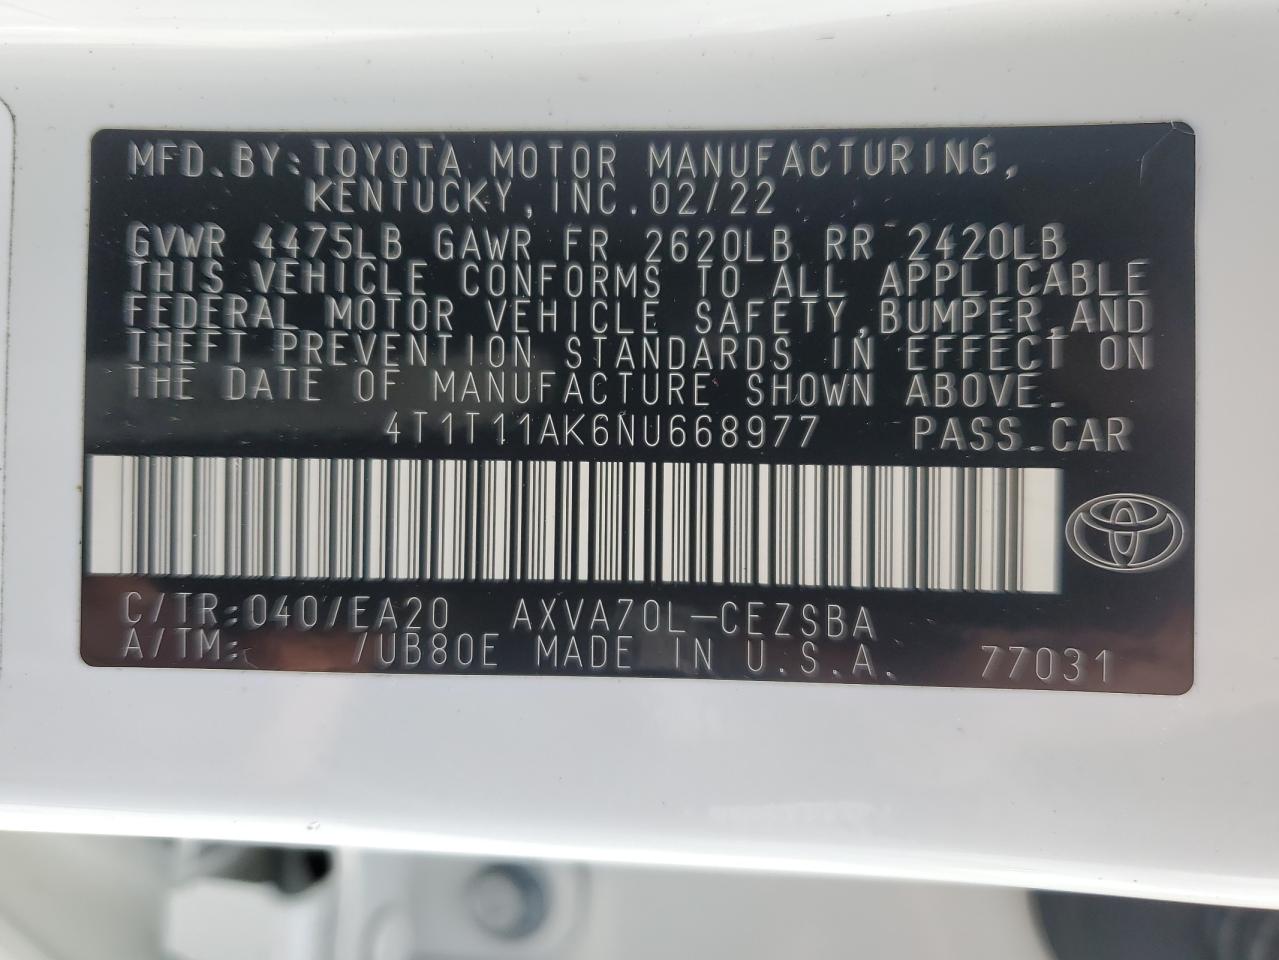 MFD.BY:TOYOTA MOTOR MANUFACTURING,
KENTUCKY,INC.02/22
GVWR 4475LB GAWR FR 2620LB RR 2420LB
THIS VEHICLE CONFORMS TO ALL APPLICABLE
FEDERAL MOTOR VEHICLE SAFETY,BUMPER,AND
THEFT PREVENTION STANDARDS IN EFFECT ON
THE DATE OF MANUFACTURE SHOWN ABOVE.
4T1T11AK6NU668977 PASS.CAR
C/TR:040/EA20 AXVA70L-CEZSBA
A/TM: /UB80E MADE IN U.S.A. 77031